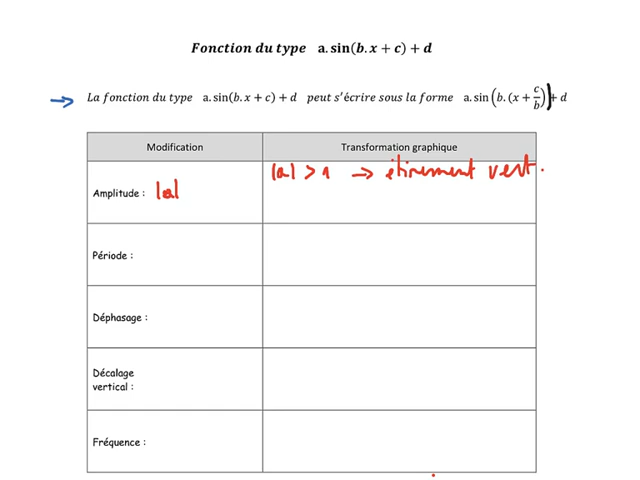 Fonction du type a.sin(b.x + c) + d
La fonction du type a.sin(b.x + c) + d peut s'écrire sous la forme a.sin(b.(x + c/b)) + d
Modification Transformation graphique
Amplitude : |a| |a| > 1 → étirement vert.
Période :
Déphasage :
Décalage
vertical :
Fréquence :